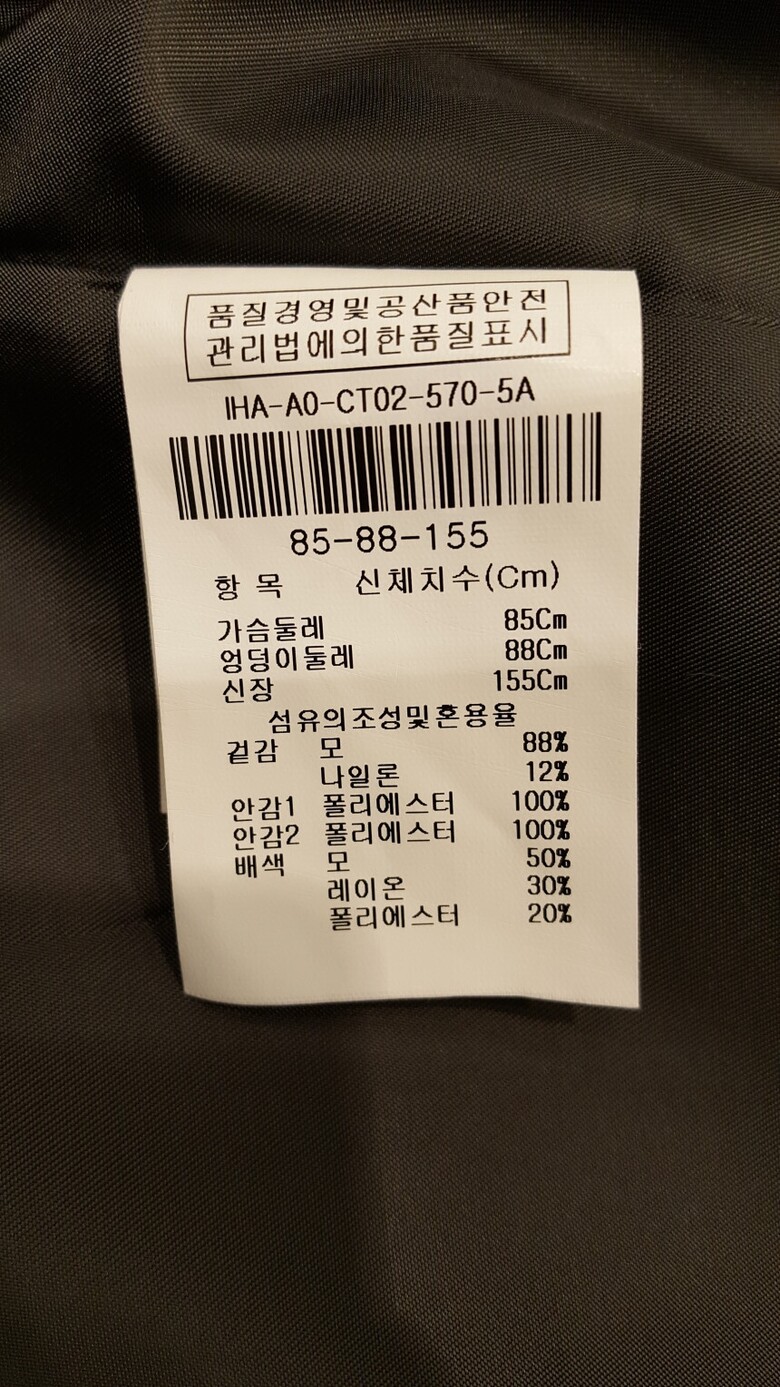 품질경영및공산품안전
관리법에의한품질표시
IHA-A0-CT02-570-5A
85-88-155
항 목 신체치수(Cm)
가슴둘레 85Cm
엉덩이둘레 88Cm
신장 155Cm
섬유의조성및혼용율
겉감 모 88%
나일론 12%
안감1 폴리에스터 100%
안감2 폴리에스터 100%
배색 모 50%
레이온 30%
폴리에스터 20%